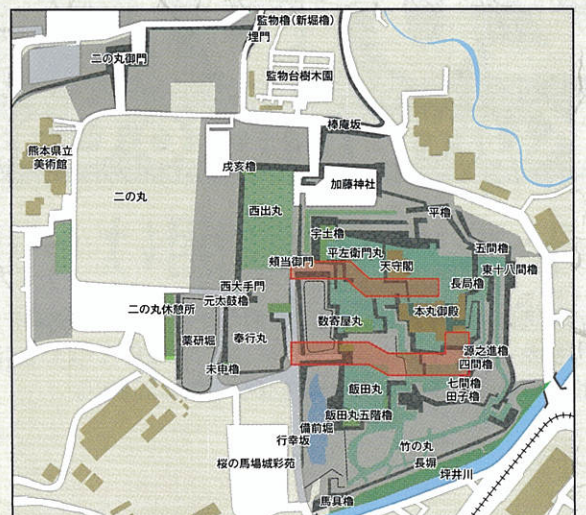 監物櫓(新堀櫓)
埋門
二の丸御門
監物台樹木園
棒庵坂
熊本県立
美術館
戌亥櫓
加藤神社
二の丸
西出丸
平櫓
宇土櫓
五間櫓
平左衛門丸
頬当御門
天守閣
東十八間櫓
西大手門
長局櫓
元太鼓櫓
二の丸休憩所
数寄屋丸
本丸御殿
薬研堀
奉行丸
源之進櫓
四間櫓
未申櫓
飯田丸
七間櫓
田子櫓
飯田丸五階櫓
備前堀
行幸坂
竹の丸
桜の馬場城彩苑
長塀
坪井川
馬具櫓